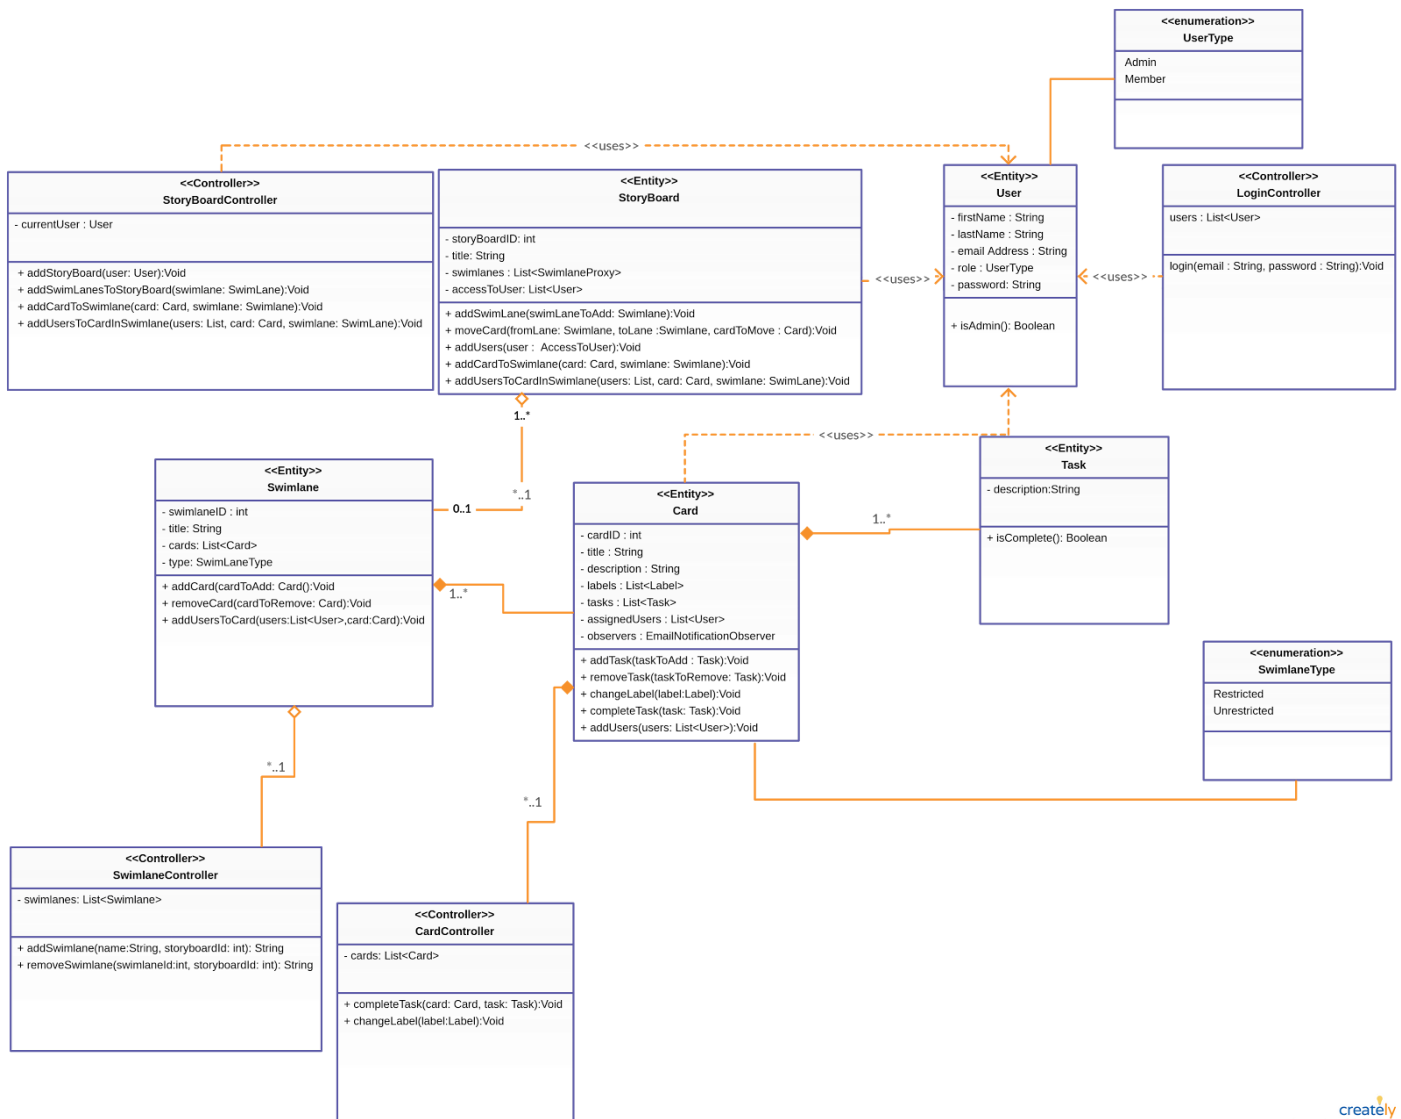 <<enumeration>>
UserType
Admin
Member
<<uses>>
<<Controller>>
StoryBoardController
- currentUser : User
+ addStoryBoard(user: User):Void
+ addSwimLanesToStoryBoard(swimlane: SwimLane):Void
+ addCardToSwimlane(card: Card, swimlane: Swimlane):Void
+ addUsersToCardInSwimlane(users: List, card: Card, swimlane: SwimLane):Void
<<Entity>>
StoryBoard
- storyBoardID: int
- title: String
- swimlanes : List<SwimlaneProxy>
- accessToUser: List<User>
+ addSwimLane(swimLaneToAdd: Swimlane):Void
+ moveCard(fromLane: Swimlane, toLane :Swimlane, cardToMove : Card):Void
+ addUsers(user :  AccessToUser):Void
+ addCardToSwimlane(card: Card, swimlane: Swimlane):Void
+ addUsersToCardInSwimlane(users: List, card: Card, swimlane: SwimLane):Void
<<uses>>
<<Entity>>
User
- firstName : String
- lastName : String
- email Address : String
- role : UserType
- password: String
+ isAdmin(): Boolean
<<uses>>
<<Controller>>
LoginController
users : List<User>
login(email : String, password : String):Void
1..*
*..1
0..1
<<uses>>
<<Entity>>
Swimlane
- swimlaneID : int
- title: String
- cards: List<Card>
- type: SwimLaneType
+ addCard(cardToAdd: Card():Void
+ removeCard(cardToRemove: Card):Void
+ addUsersToCard(users:List<User>,card:Card):Void
1..*
<<Entity>>
Card
- cardID : int
- title : String
- description : String
- labels : List<Label>
- tasks : List<Task>
- assignedUsers : List<User>
- observers : EmailNotificationObserver
+ addTask(taskToAdd : Task):Void
+ removeTask(taskToRemove: Task):Void
+ changeLabel(label:Label):Void
+ completeTask(task: Task):Void
+ addUsers(users: List<User>):Void
1..*
<<Entity>>
Task
- description:String
+ isComplete(): Boolean
<<enumeration>>
SwimlaneType
Restricted
Unrestricted
*..1
*..1
<<Controller>>
SwimlaneController
- swimlanes: List<Swimlane>
+ addSwimlane(name:String, storyboardId: int): String
+ removeSwimlane(swimlaneId:int, storyboardId: int): String
<<Controller>>
CardController
- cards: List<Card>
+ completeTask(card: Card, task: Task):Void
+ changeLabel(label:Label):Void
creately